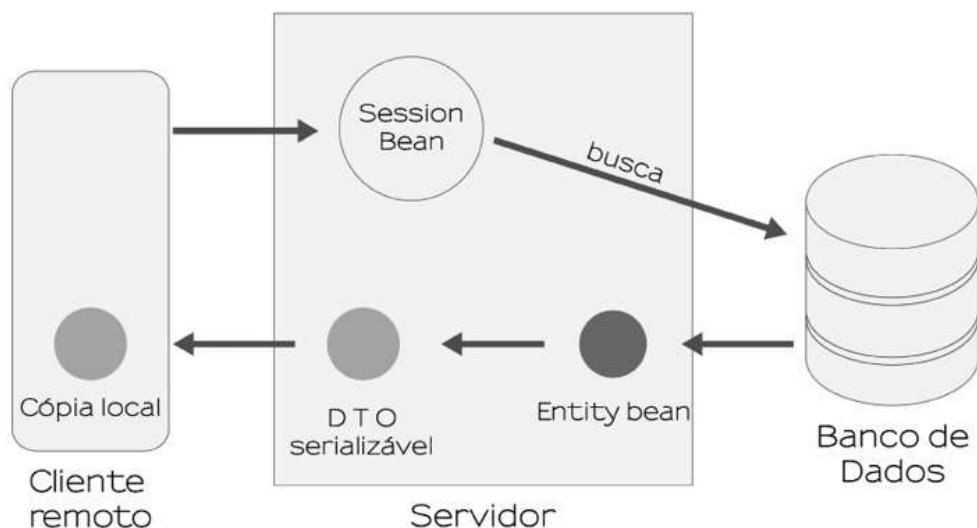 Session
Bean
busca
Cópia local
D T O
serializável
Entity bean
Banco de
Dados
Cliente
remoto
Servidor